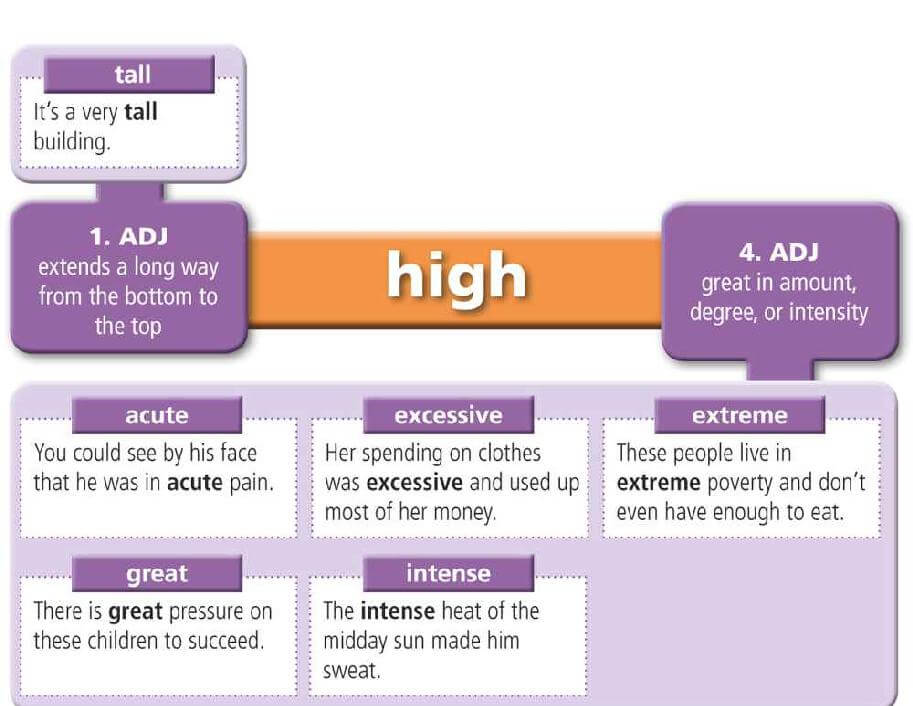 tall
It's a very tall
building.
1. ADJ
extends a long way
from the bottom to
the top
high
4. ADJ
great in amount,
degree, or intensity
acute
You could see by his face
that he was in acute pain.
excessive
Her spending on clothes
was excessive and used up
most of her money.
extreme
These people live in
extreme poverty and don't
even have enough to eat.
great
There is great pressure on
these children to succeed.
intense
The intense heat of the
midday sun made him
sweat.